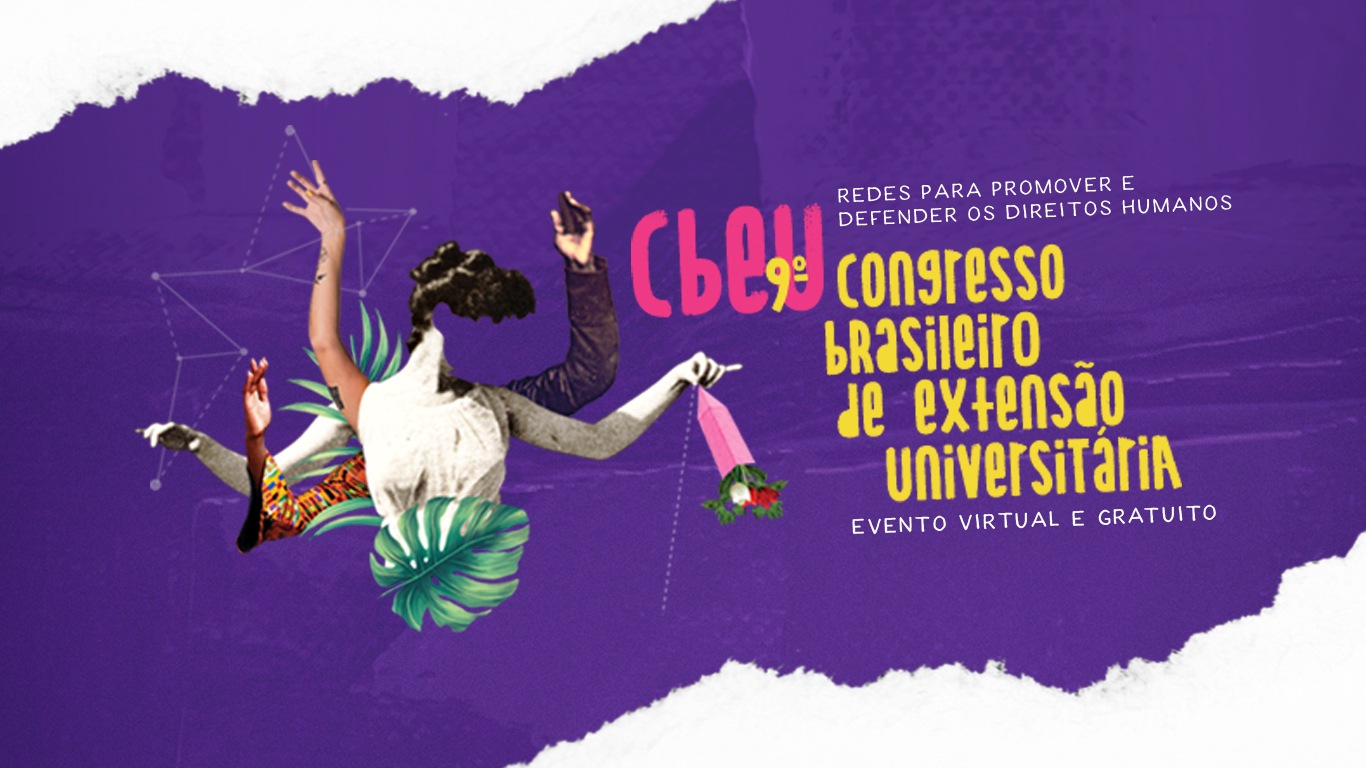 Cbeu
9º
REDES PARA PROMOVER E
DEFENDER OS DIREITOS HUMANOS
congresso
brasileiro
de extensão
universitária
EVENTO VIRTUAL E GRATUITO